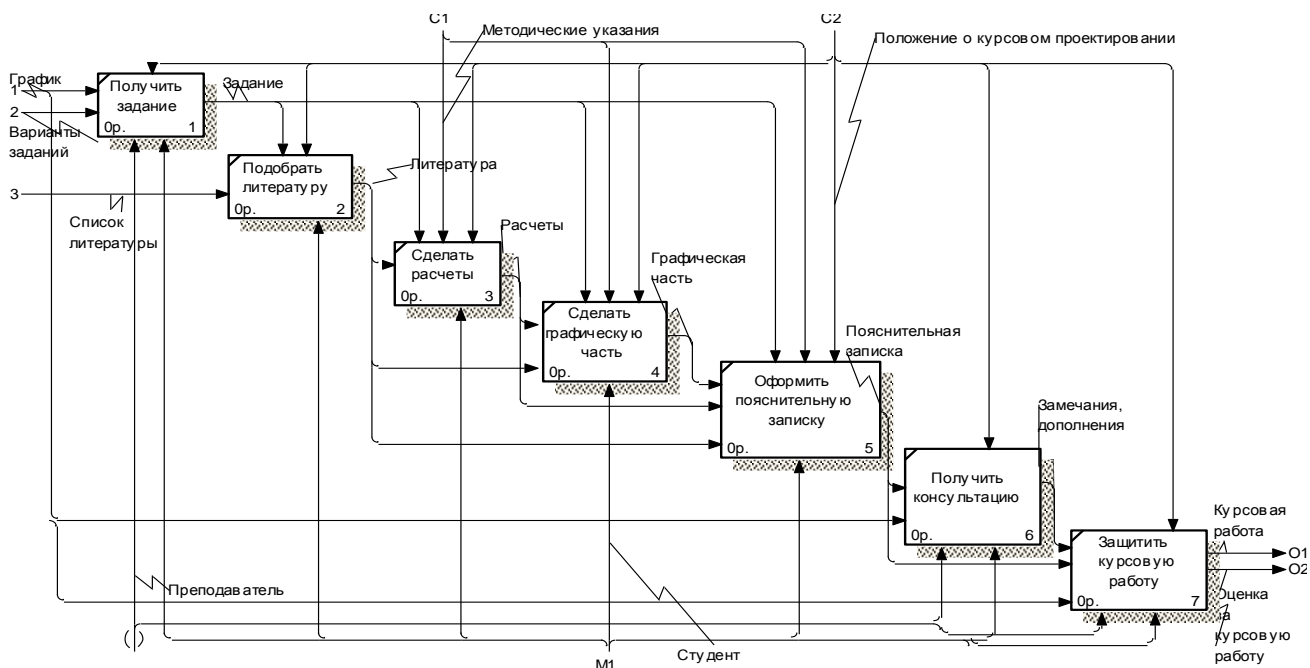 C1
C2
Методические указания
Положение о курсовом проектировании
График
1
2
Варианты
заданий
Получить
задание
0р. 1
Задание
3
Список
литературы
Подобрать
литературу
0р. 2
Литература
Сделать
расчеты
0р. 3
Расчеты
Сделать
графическую
часть
0р. 4
Графическая
часть
Оформить
пояснительную
записку
0р. 5
Пояснительная
записка
Получить
консультацию
0р. 6
Замечания,
дополнения
Защитить
курсовую
работу
0р. 7
Курсовая
работа
O1
O2
Оценка
за
курсовую
работу
Преподаватель
( )
M1
Студент